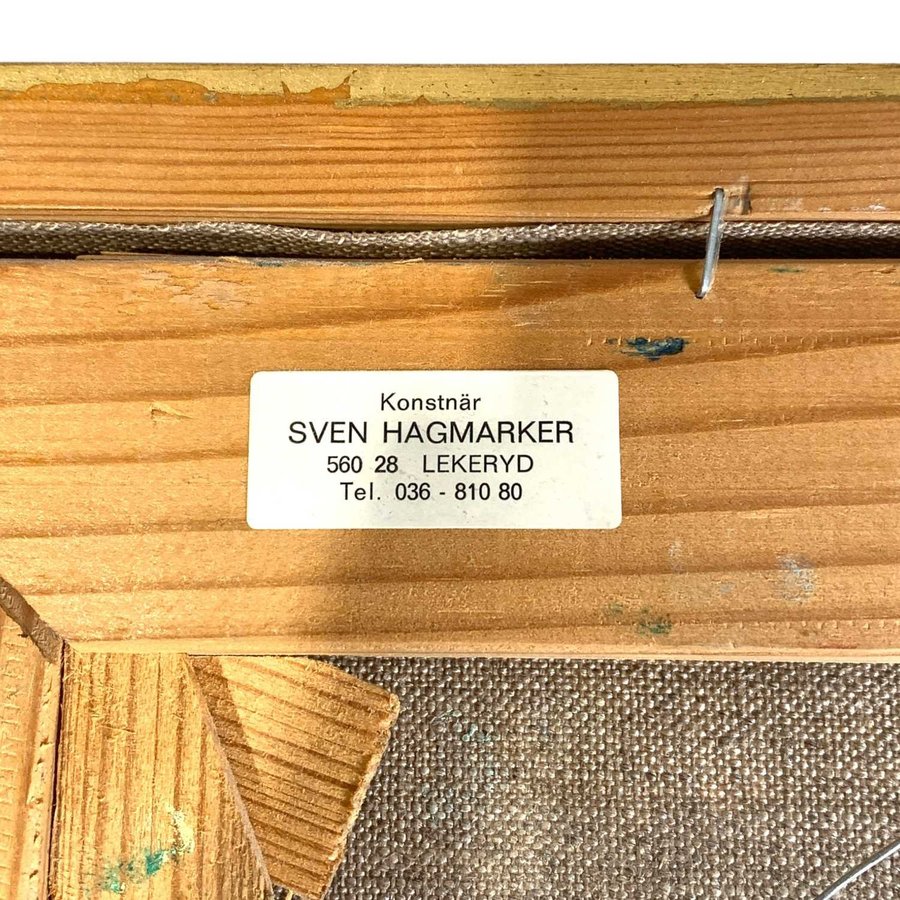 Konstnär
SVEN HAGMARKER
560 28 LEKERYD
Tel. 036 - 810 80